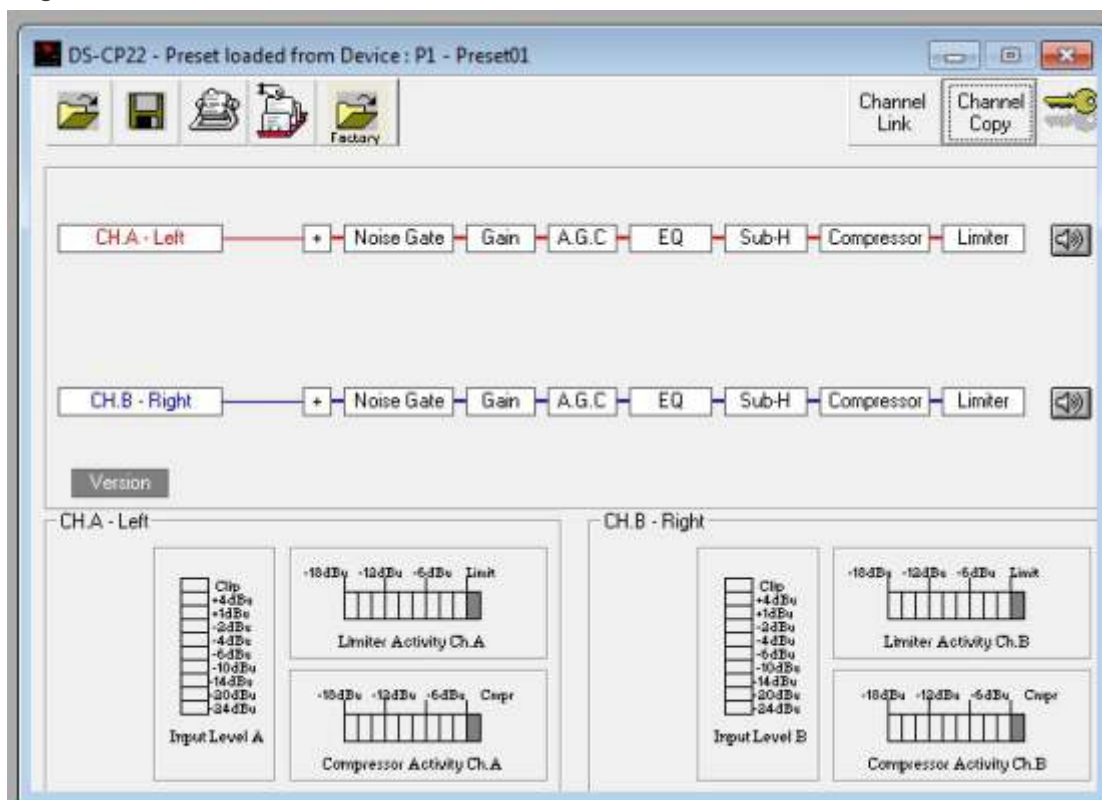 DS-CP22 - Preset loaded from Device : P1 - Preset01
Factory
Channel Link
Channel Copy
CH.A - Left + Noise Gate Gain A.G.C EQ Sub-H Compressor Limiter
CH.B - Right + Noise Gate Gain A.G.C EQ Sub-H Compressor Limiter
Version
CH.A - Left
Clip
+4dBu
+1dBu
-2dBu
-4dBu
-6dBu
-10dBu
-14dBu
-20dBu
-24dBu
Input Level A
-18dBu -12dBu -6dBu Limit
Limiter Activity Ch.A
-18dBu -12dBu -6dBu Cmpr
Compressor Activity Ch.A
CH.B - Right
Clip
+4dBu
+1dBu
-2dBu
-4dBu
-6dBu
-10dBu
-14dBu
-20dBu
-24dBu
Input Level B
-18dBu -12dBu -6dBu Limit
Limiter Activity Ch.B
-18dBu -12dBu -6dBu Cmpr
Compressor Activity Ch.B